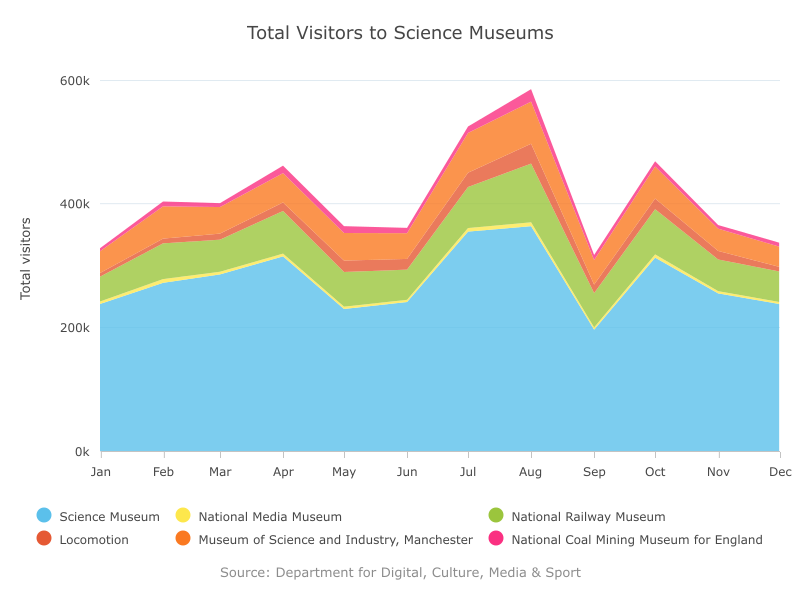 Total Visitors to Science Museums
Total visitors
600k
400k
200k
0k
Jan Feb Mar Apr May Jun Jul Aug Sep Oct Nov Dec
Science Museum National Media Museum National Railway Museum
Locomotion Museum of Science and Industry, Manchester National Coal Mining Museum for England
Source: Department for Digital, Culture, Media & Sport